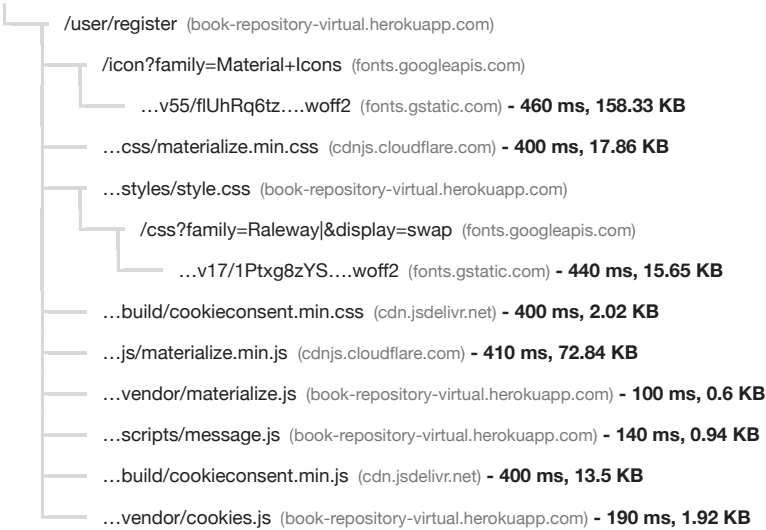 /user/register (book-repository-virtual.herokuapp.com)
/icon?family=Material+Icons (fonts.googleapis.com)
…v55/flUhRq6tz….woff2 (fonts.gstatic.com) - 460 ms, 158.33 KB
…css/materialize.min.css (cdnjs.cloudflare.com) - 400 ms, 17.86 KB
…styles/style.css (book-repository-virtual.herokuapp.com)
/css?family=Raleway|&display=swap (fonts.googleapis.com)
…v17/1Ptxg8zYS….woff2 (fonts.gstatic.com) - 440 ms, 15.65 KB
…build/cookieconsent.min.css (cdn.jsdelivr.net) - 400 ms, 2.02 KB
…js/materialize.min.js (cdnjs.cloudflare.com) - 410 ms, 72.84 KB
…vendor/materialize.js (book-repository-virtual.herokuapp.com) - 100 ms, 0.6 KB
…scripts/message.js (book-repository-virtual.herokuapp.com) - 140 ms, 0.94 KB
…build/cookieconsent.min.js (cdn.jsdelivr.net) - 400 ms, 13.5 KB
…vendor/cookies.js (book-repository-virtual.herokuapp.com) - 190 ms, 1.92 KB